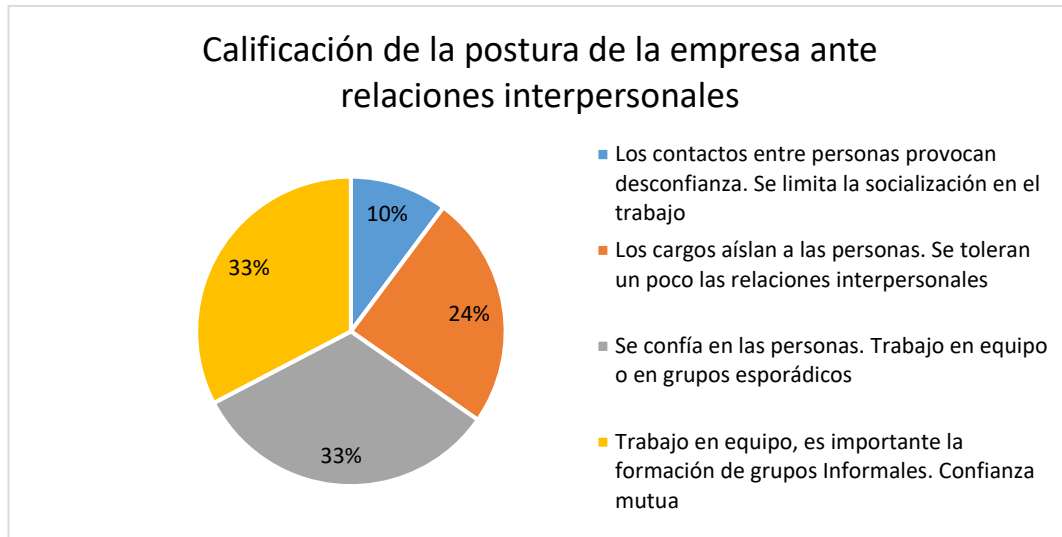 Calificación de la postura de la empresa ante
relaciones interpersonales
10%
24%
33%
33%
Los contactos entre personas provocan
desconfianza. Se limita la socialización en el
trabajo
Los cargos aíslan a las personas. Se toleran
un poco las relaciones interpersonales
Se confía en las personas. Trabajo en equipo
o en grupos esporádicos
Trabajo en equipo, es importante la
formación de grupos Informales. Confianza
mutua